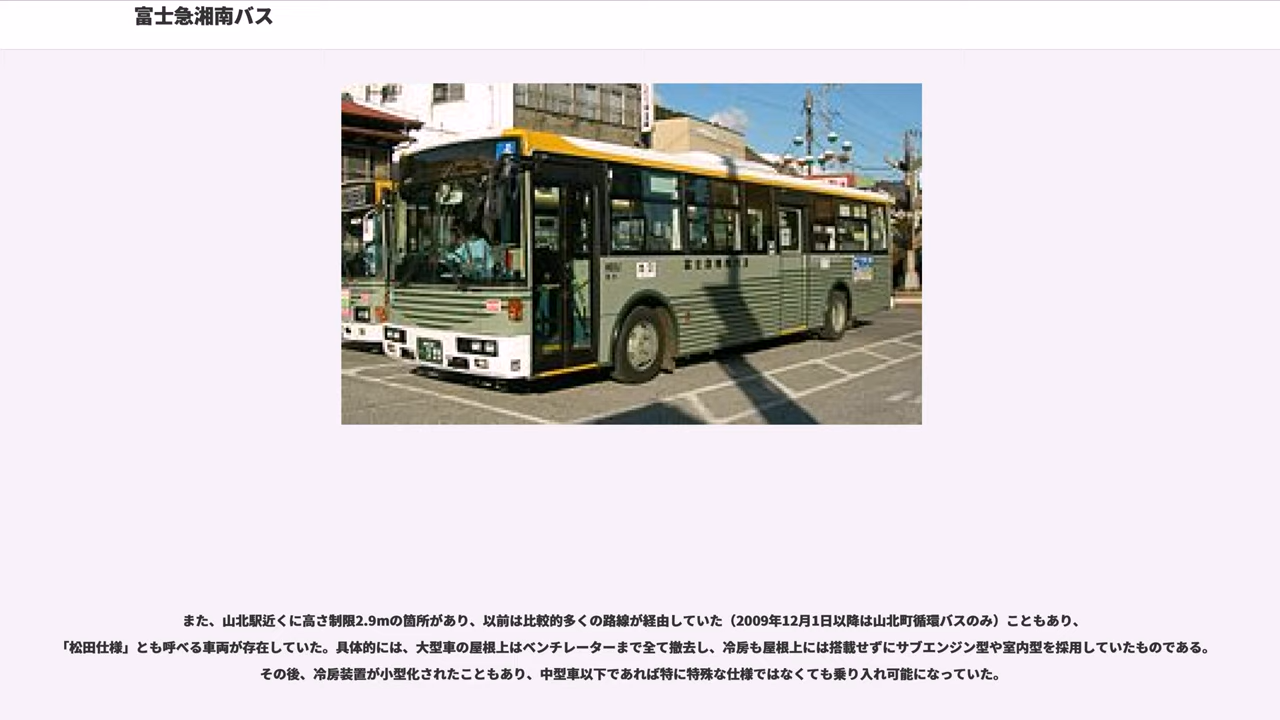 富士急湘南バス
また、山北駅近くに高さ制限2.9mの箇所があり、以前は比較的多くの路線が経由していた（2009年12月1日以降は山北町循環バスのみ）こともあり、
「松田仕様」とも呼べる車両が存在していた。具体的には、大型車の屋根上はベンチレーターまで全て撤去し、冷房も屋根上には搭載せずにサブエンジン型や室内型を採用していたものである。
その後、冷房装置が小型化されたこともあり、中型車以下であれば特に特殊な仕様ではなくても乗り入れ可能になっていた。